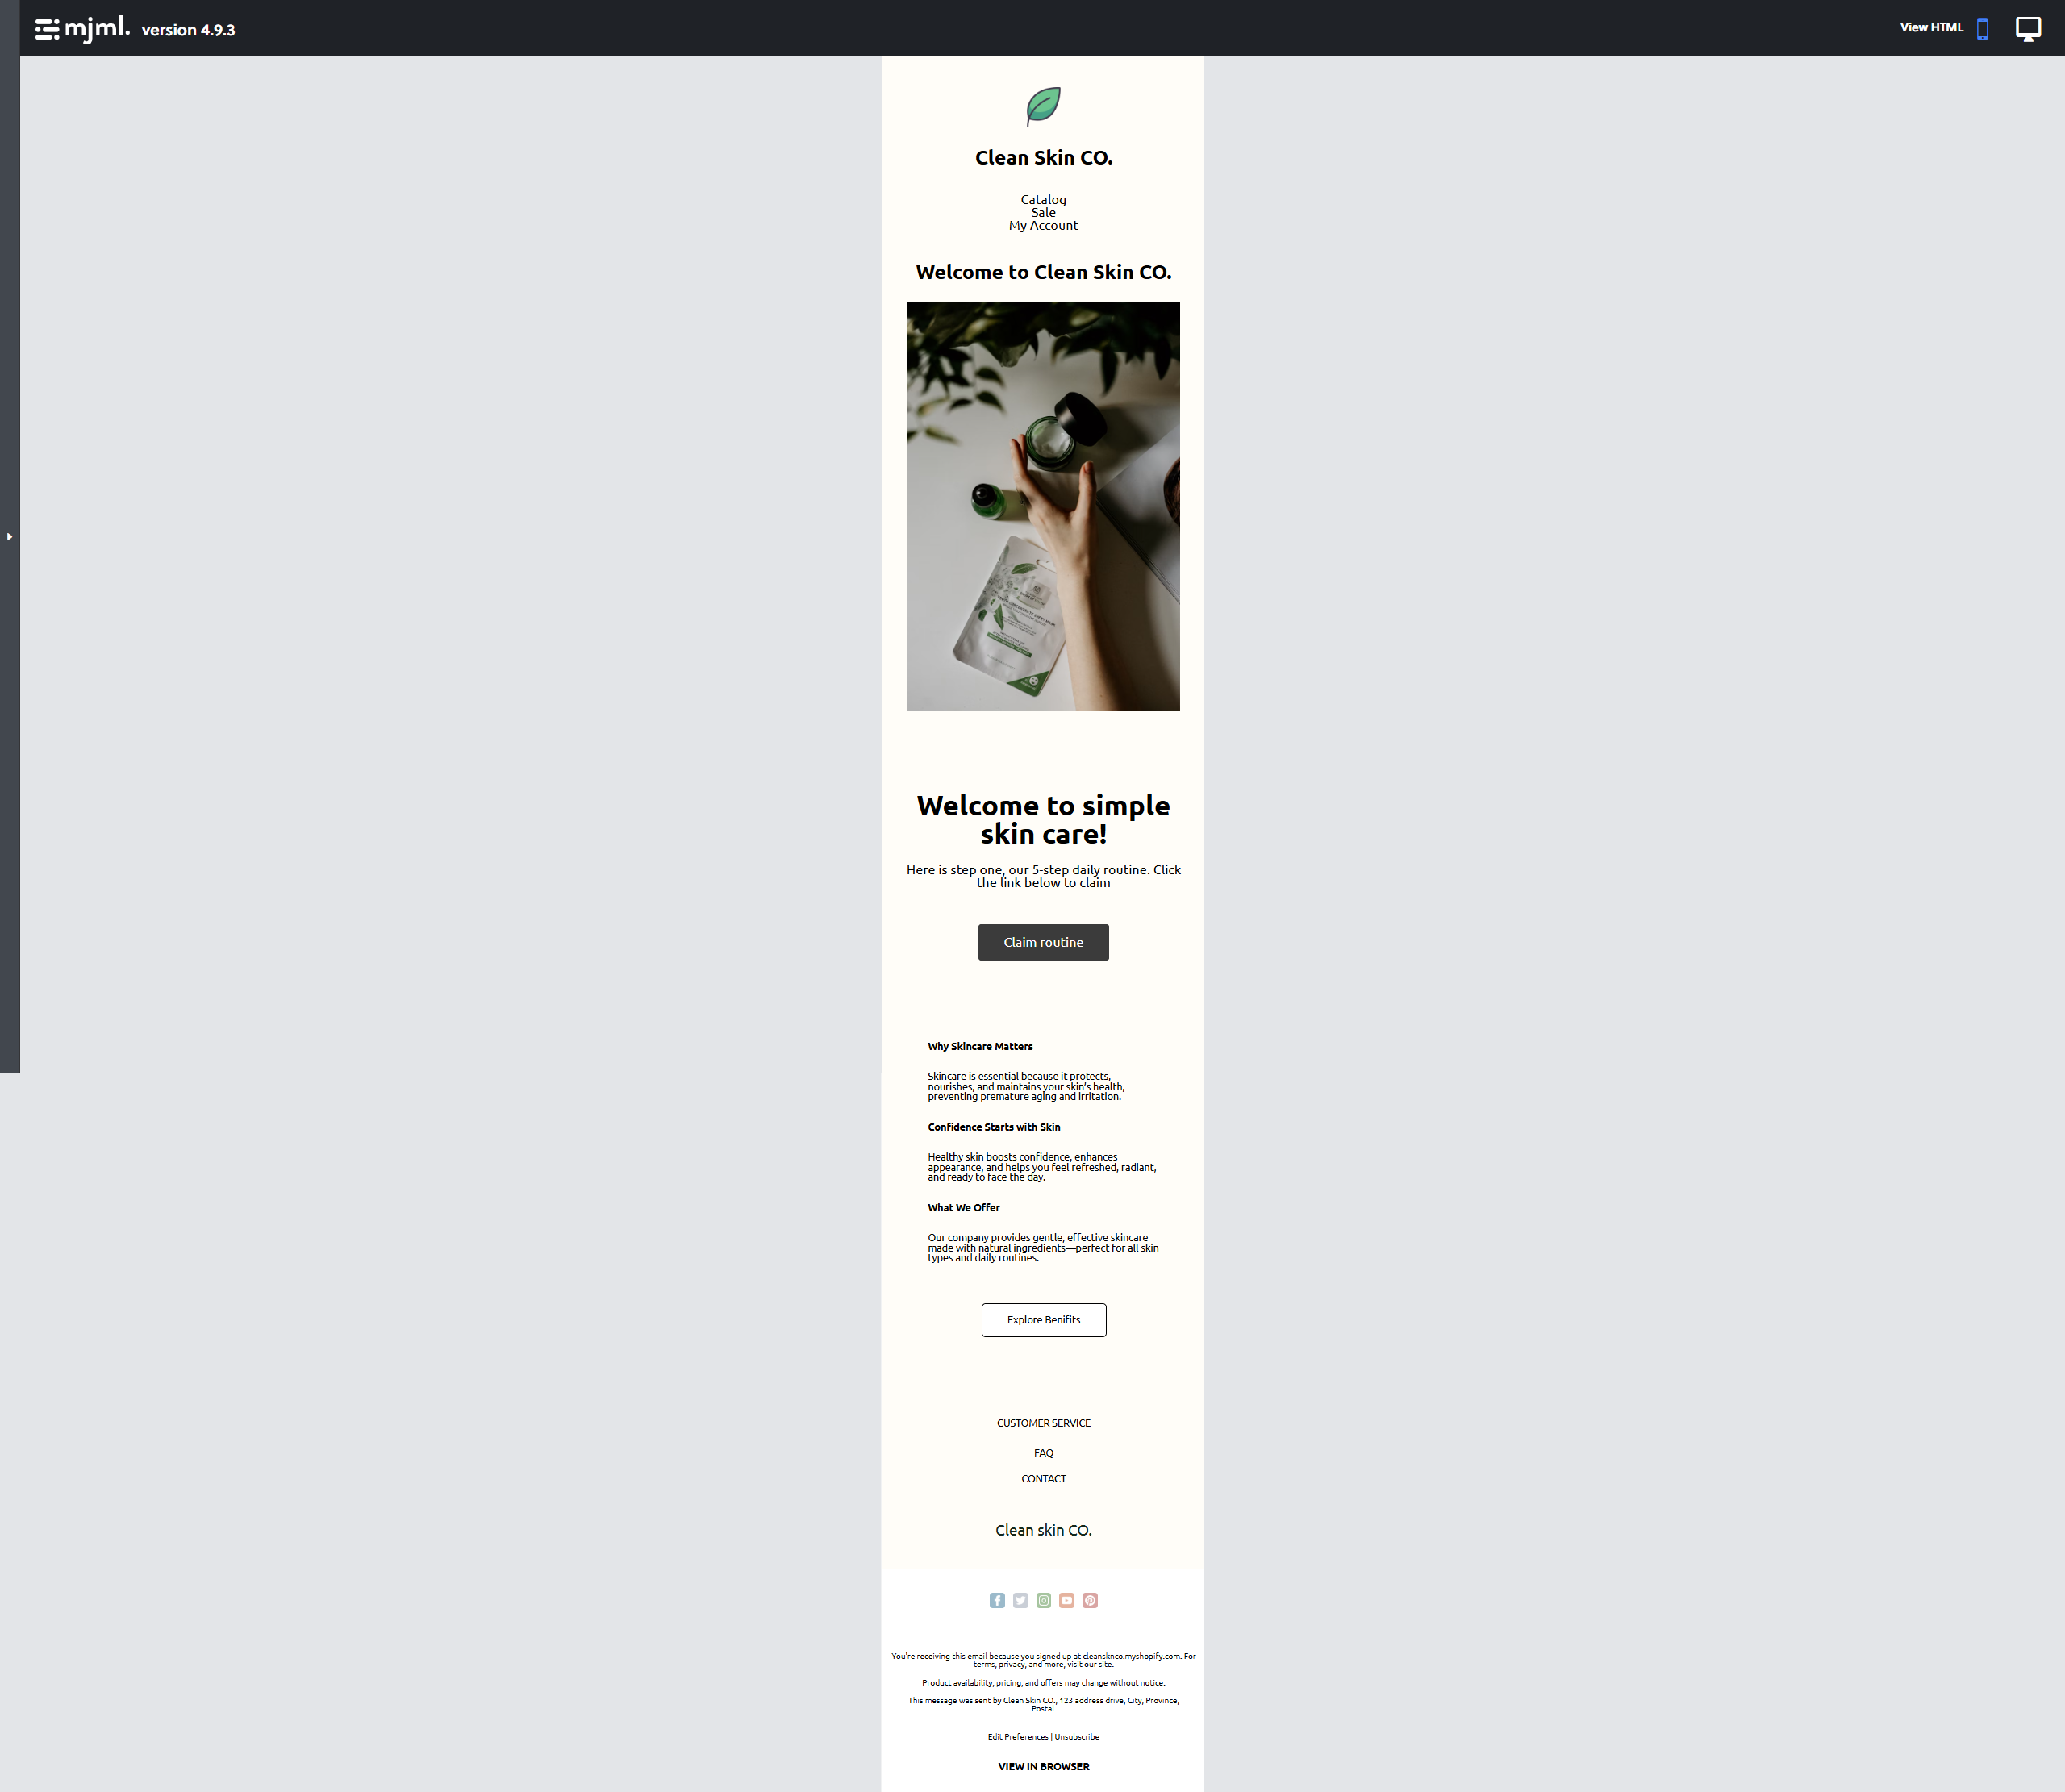 mjml. version 4.9.3
View HTML
Clean Skin CO.
Catalog
Sale
My Account
Welcome to Clean Skin CO.
Welcome to simple
skin care!
Here is step one, our 5-step daily routine. Click
the link below to claim
Claim routine
Why Skincare Matters
Skincare is essential because it protects,
nourishes, and maintains your skin's health,
preventing premature aging and irritation.
Confidence Starts with Skin
Healthy skin boosts confidence, enhances
appearance, and helps you feel refreshed, radiant,
and ready to face the day.
What We Offer
Our company provides gentle, effective skincare
made with natural ingredients—perfect for all skin
types and daily routines.
Explore Benifits
CUSTOMER SERVICE
FAQ
CONTACT
Clean skin CO.
You're receiving this email because you signed up at cleansknco.myshopify.com. For
terms, privacy, and more, visit our site.
Product availability, pricing, and offers may change without notice.
This message was sent by Clean Skin CO., 123 address drive, City, Province,
Postal.
Edit Preferences | Unsubscribe
VIEW IN BROWSER